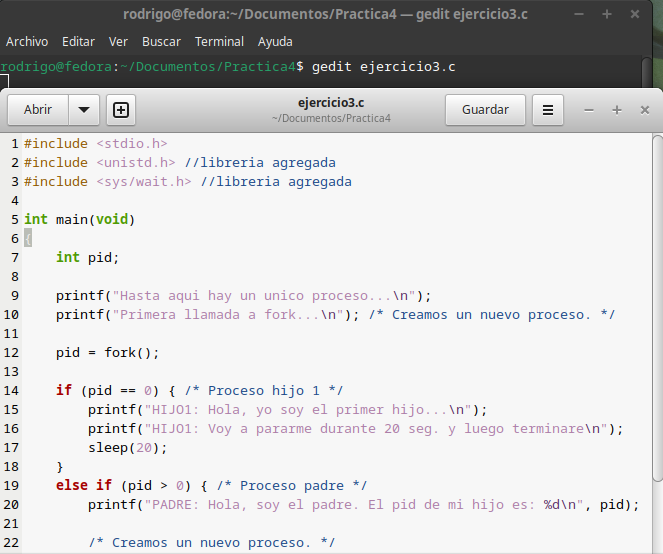 rodrigo@fedora:~/Documentos/Practica4 — gedit ejercicio3.c
Archivo Editar Ver Buscar Terminal Ayuda
rodrigo@fedora:~/Documentos/Practica4$ gedit ejercicio3.c
Abrir ejercicio3.c Guardar
~/Documentos/Practica4
1 #include <stdio.h>
2 #include <unistd.h> //libreria agregada
3 #include <sys/wait.h> //libreria agregada
4
5 int main(void)
6 {
7     int pid;
8
9     printf("Hasta aqui hay un unico proceso...\n");
10     printf("Primera llamada a fork...\n"); /* Creamos un nuevo proceso. */
11
12     pid = fork();
13
14     if (pid == 0) { /* Proceso hijo 1 */
15         printf("HIJO1: Hola, yo soy el primer hijo...\n");
16         printf("HIJO1: Voy a pararme durante 20 seg. y luego terminare\n");
17         sleep(20);
18     }
19     else if (pid > 0) { /* Proceso padre */
20         printf("PADRE: Hola, soy el padre. El pid de mi hijo es: %d\n", pid);
21
22         /* Creamos un nuevo proceso. */